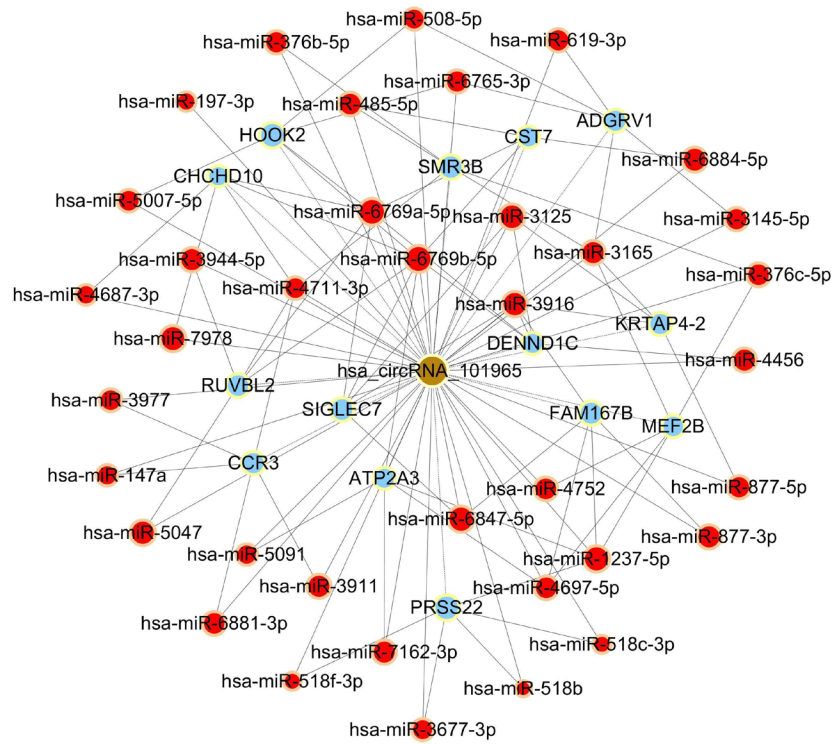 hsa-miR-508-5p
hsa-miR-376b-5p
hsa-miR-619-3p
hsa-miR-6765-3p
hsa-miR-197-3p
hsa-miR-485-5p
ADGRV1
HOOK2
CST7
hsa-miR-6884-5p
SMR3B
CHCHD10
hsa-miR-5007-5p
hsa-miR-6769a-5p
hsa-miR-3125
hsa-miR-3145-5p
hsa-miR-3165
hsa-miR-3944-5p
hsa-miR-6769b-5p
hsa-miR-376c-5p
hsa-miR-4711-3p
hsa-miR-4687-3p
hsa-miR-3916
KRTAP4-2
hsa-miR-7978
DENND1C
hsa-miR-4456
hsa_circRNA_101965
RUVBL2
hsa-miR-3977
SIGLEC7
FAM167B
MEF2B
CCR3
hsa-miR-147a
ATP2A3
hsa-miR-4752
hsa-miR-877-5p
hsa-miR-6847-5p
hsa-miR-5047
hsa-miR-877-3p
hsa-miR-5091
hsa-miR-1237-5p
hsa-miR-3911
hsa-miR-4697-5p
PRSS22
hsa-miR-6881-3p
hsa-miR-518c-3p
hsa-miR-7162-3p
hsa-miR-518f-3p
hsa-miR-518b
hsa-miR-3677-3p